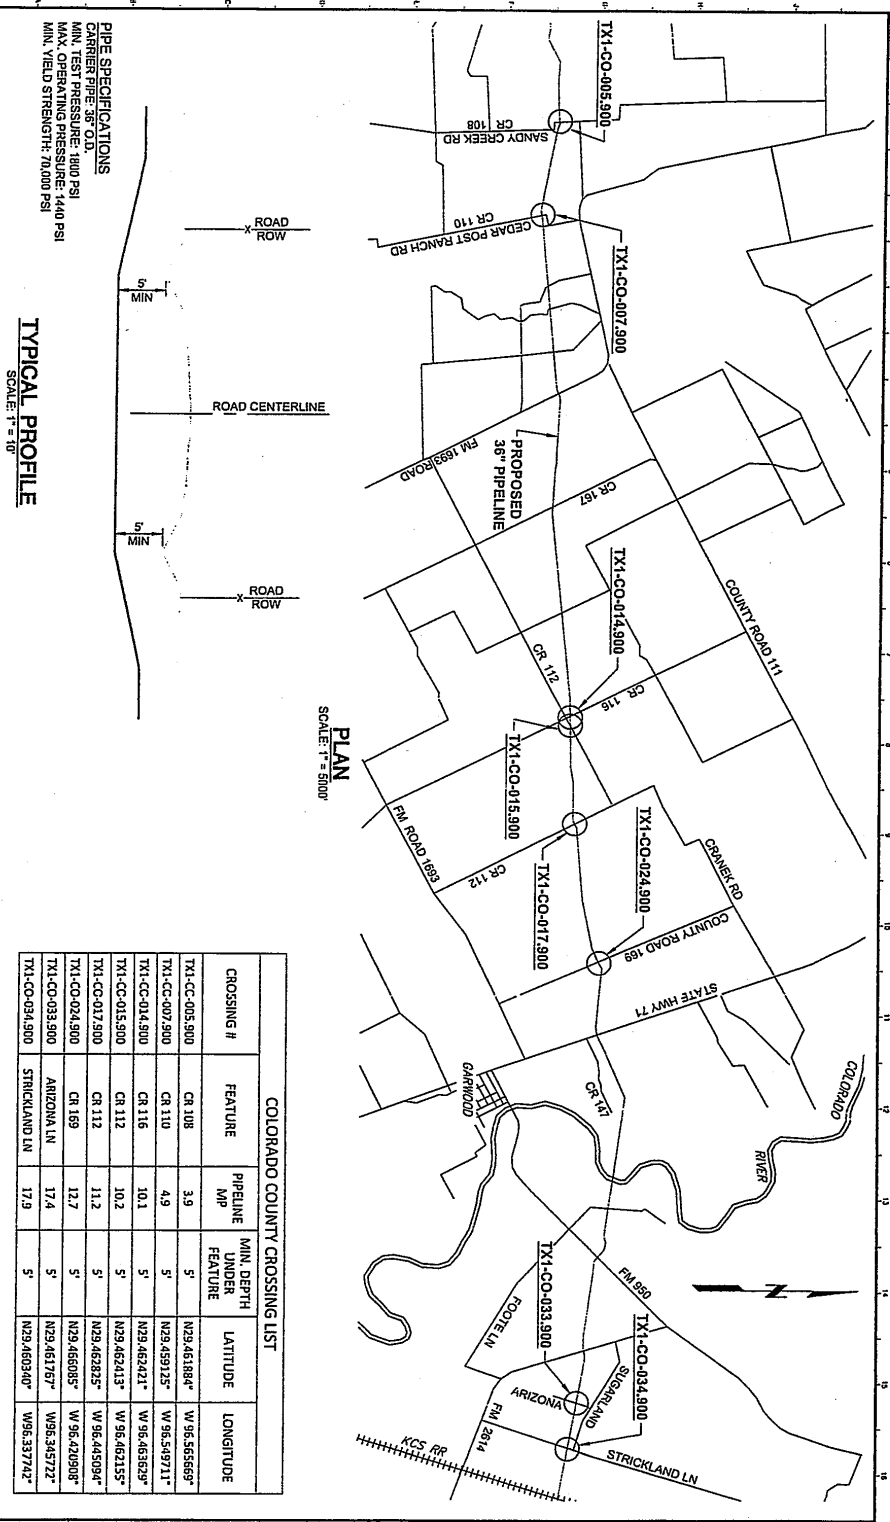 TX1-CO-005.900
CR 108
SANDY CREEK RD
CR 110
CEDAR POST RANCH RD
TX1-CO-007.900
FM 1693 ROAD
PROPOSED
36" PIPELINE
CR 167
TX1-CO-014.900
CR 112
CR 116
COUNTY ROAD 111
TX1-CO-015.900
FM ROAD 1693
CR 112
TX1-CO-017.900
TX1-CO-024.900
CRANEK RD
COUNTY ROAD 169
STATE HWY 71
GARWOOD
CR 147
COLORADO
RIVER
N
FM 950
TX1-CO-033.900
FOOTE LN
ARIZONA
SUGARLAND
TX1-CO-034.900
FM 2614
STRICKLAND LN
KCS RR
PLAN
SCALE: 1" = 5000'
ROAD
ROW
5'
MIN
ROAD CENTERLINE
5'
MIN
ROAD
ROW
TYPICAL PROFILE
SCALE: 1" = 10'
PIPE SPECIFICATIONS
CARRIER PIPE: 36" O.D.
MIN. TEST PRESSURE: 1800 PSI
MAX. OPERATING PRESSURE: 1440 PSI
MIN. YIELD STRENGTH: 70,000 PSI
COLORADO COUNTY CROSSING LIST
CROSSING # FEATURE PIPELINE MP MIN. DEPTH UNDER FEATURE LATITUDE LONGITUDE
TX1-CC-005.900 CR 108 3.9 5' N29.461884° W 96.565669°
TX1-CC-007.900 CR 110 4.9 5' N29.459125° W 96.549711°
TX1-CC-014.900 CR 116 10.1 5' N29.462421° W 96.463629°
TX1-CC-015.900 CR 112 10.2 5' N29.462413° W 96.462155°
TX1-CO-017.900 CR 112 11.2 5' N29.462825° W 96.445094°
TX1-CO-024.900 CR 169 12.7 5' N29.466085° W 96.420908°
TX1-CO-033.900 ARIZONA LN 17.4 5' N29.461767° W96.345722°
TX1-CO-034.900 STRICKLAND LN 17.9 5' N29.460340° W96.337742°